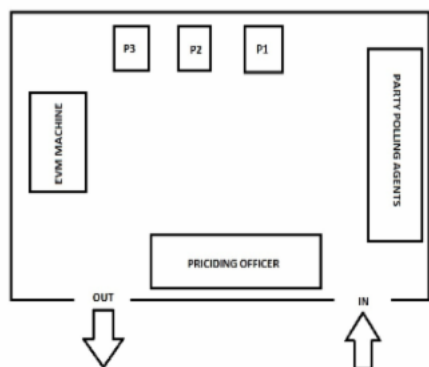 P3
P2
P1
EVM MACHINE
PARTY POLLING AGENTS
PRICIDING OFFICER
OUT
IN